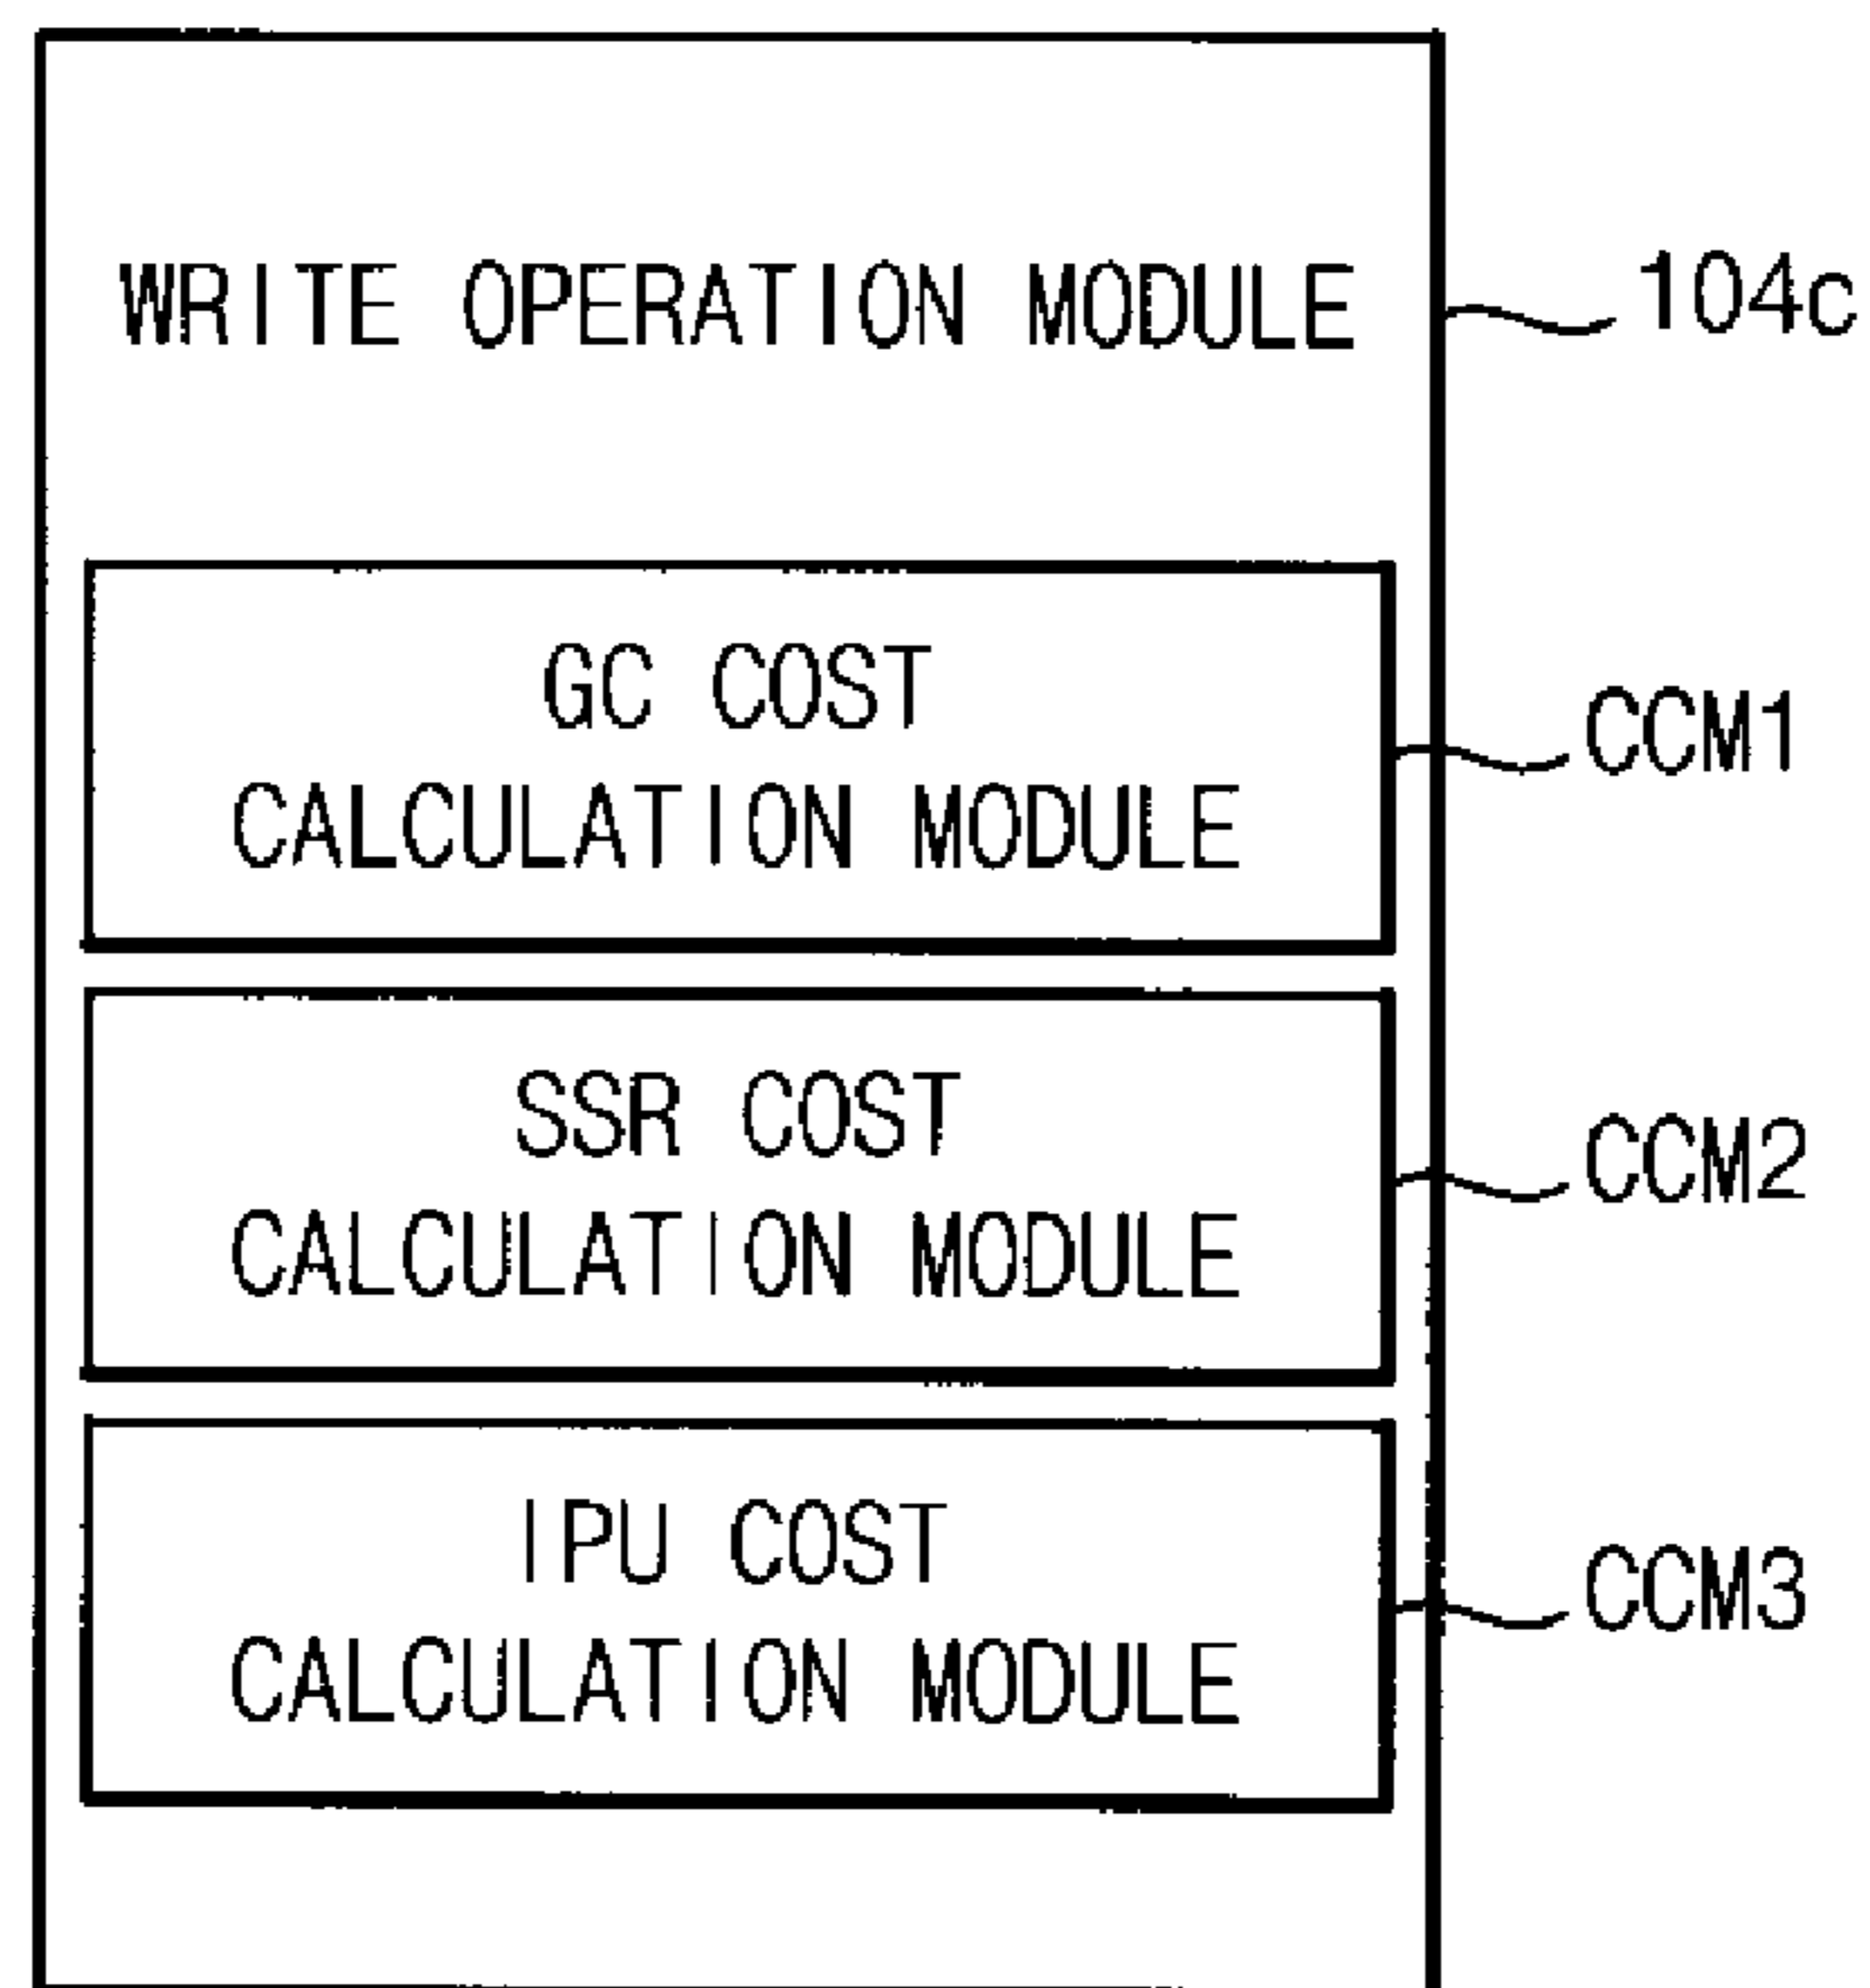 WRITE OPERATION MODULE
104c
GC COST
CALCULATION MODULE
CCM1
SSR COST
CALCULATION MODULE
CCM2
IPU COST
CALCULATION MODULE
CCM3